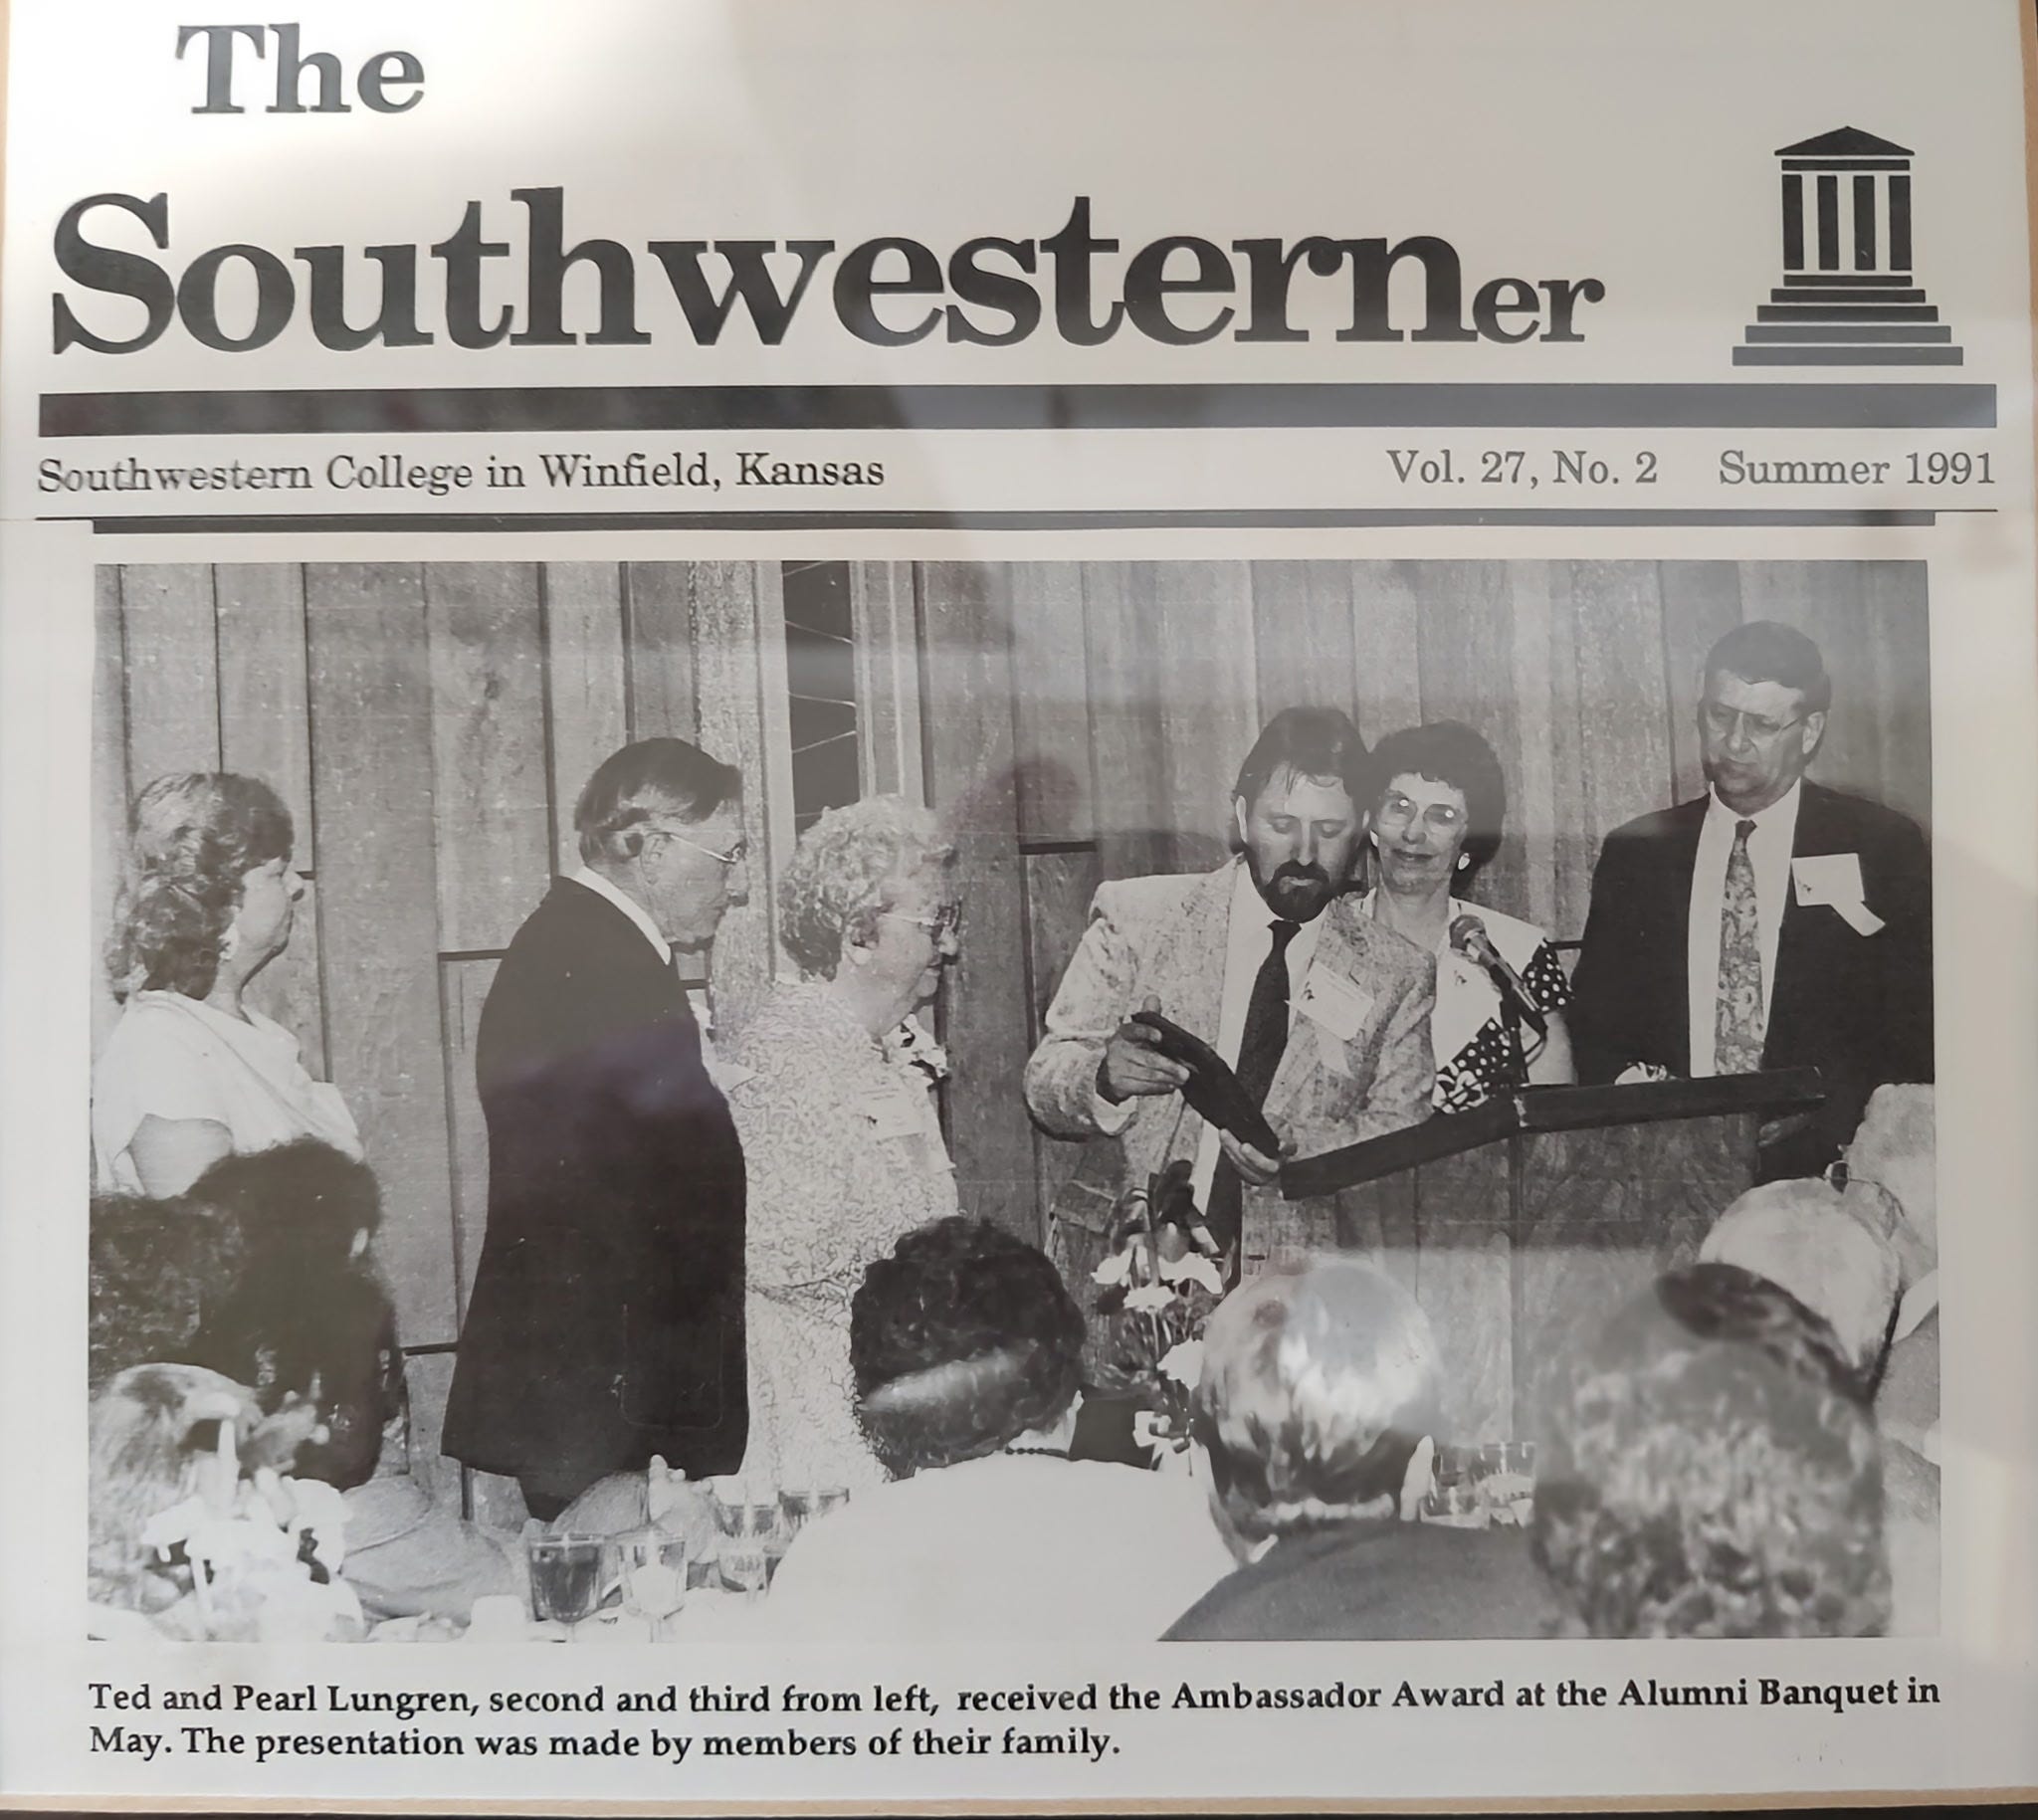 The
Southwesterner
Southwestern College in Winfield, Kansas Vol. 27, No. 2 Summer 1991
Ted and Pearl Lungren, second and third from left, received the Ambassador Award at the Alumni Banquet in
May. The presentation was made by members of their family.